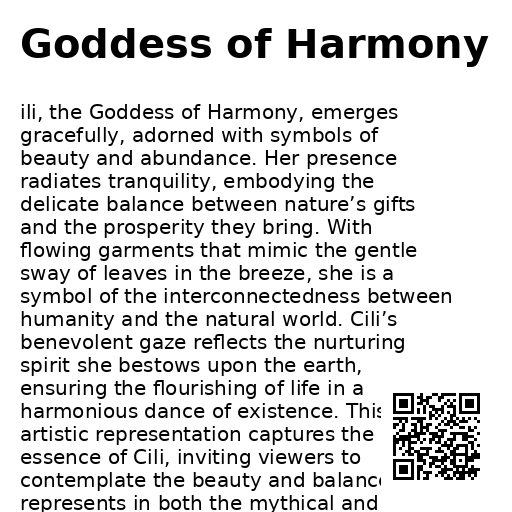 Goddess of Harmony
ili, the Goddess of Harmony, emerges
gracefully, adorned with symbols of
beauty and abundance. Her presence
radiates tranquility, embodying the
delicate balance between nature’s gifts
and the prosperity they bring. With
flowing garments that mimic the gentle
sway of leaves in the breeze, she is a
symbol of the interconnectedness between
humanity and the natural world. Cili’s
benevolent gaze reflects the nurturing
spirit she bestows upon the earth,
ensuring the flourishing of life in a
harmonious dance of existence. This
artistic representation captures the
essence of Cili, inviting viewers to
contemplate the beauty and balance
represents in both the mythical and